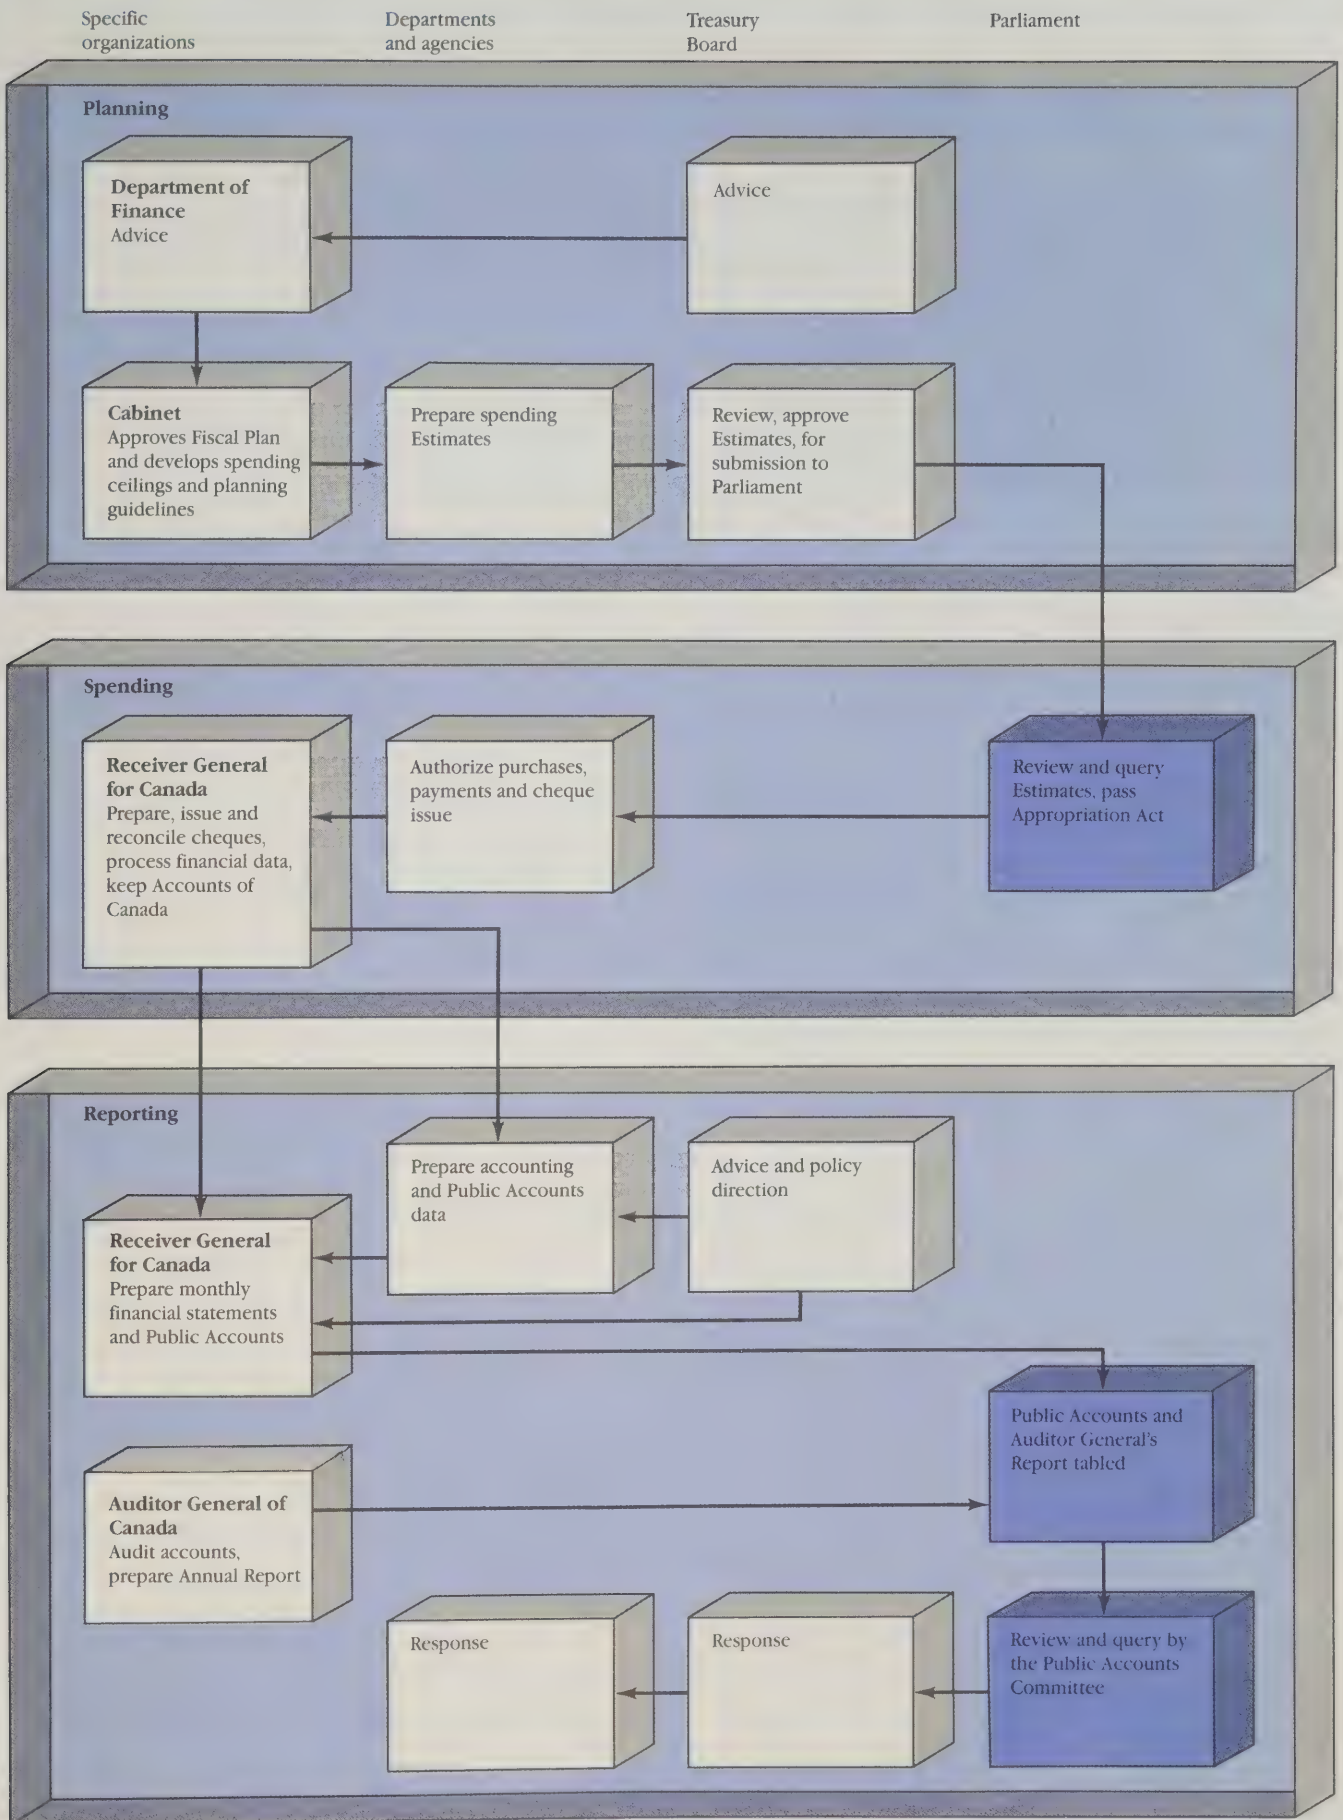 Specific
organizations
Departments
and agencies
Treasury
Board
Parliament
Planning
Department of
Finance
Advice
Advice
Cabinet
Approves Fiscal Plan
and develops spending
ceilings and planning
guidelines
Prepare spending
Estimates
Review, approve
Estimates, for
submission to
Parliament
Spending
Receiver General
for Canada
Prepare, issue and
reconcile cheques,
process financial data,
keep Accounts of
Canada
Authorize purchases,
payments and cheque
issue
Review and query
Estimates, pass
Appropriation Act
Reporting
Prepare accounting
and Public Accounts
data
Advice and policy
direction
Receiver General
for Canada
Prepare monthly
financial statements
and Public Accounts
Public Accounts and
Auditor General's
Report tabled
Auditor General of
Canada
Audit accounts,
prepare Annual Report
Response
Response
Review and query by
the Public Accounts
Committee